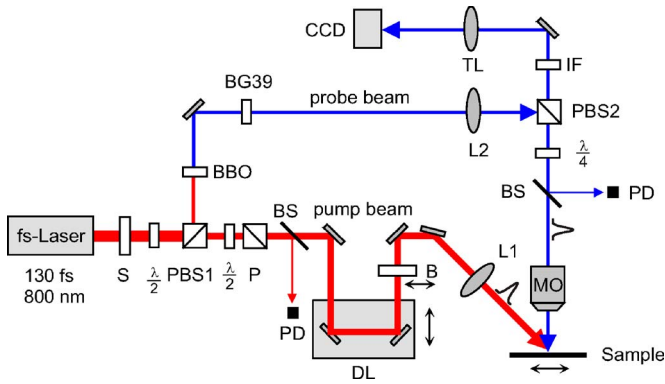 CCD
TL
IF
BG39
probe beam
L2
PBS2
λ/4
BBO
BS
PD
fs-Laser
130 fs
800 nm
S
λ/2
PBS1
λ/2
P
BS
pump beam
PD
DL
B
L1
MO
Sample